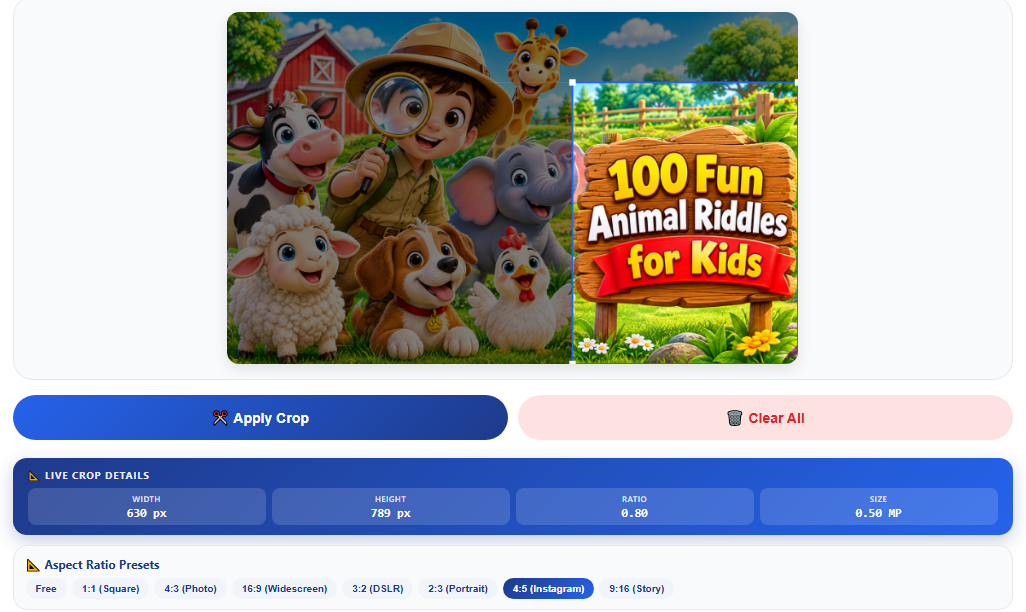 100 Fun
Animal Riddles
for Kids
Apply Crop
Clear All
LIVE CROP DETAILS
WIDTH
630 px
HEIGHT
789 px
RATIO
0.80
SIZE
0.50 MP
Aspect Ratio Presets
Free 1:1 (Square) 4:3 (Photo) 16:9 (Widescreen) 3:2 (DSLR) 2:3 (Portrait) 4:5 (Instagram) 9:16 (Story)